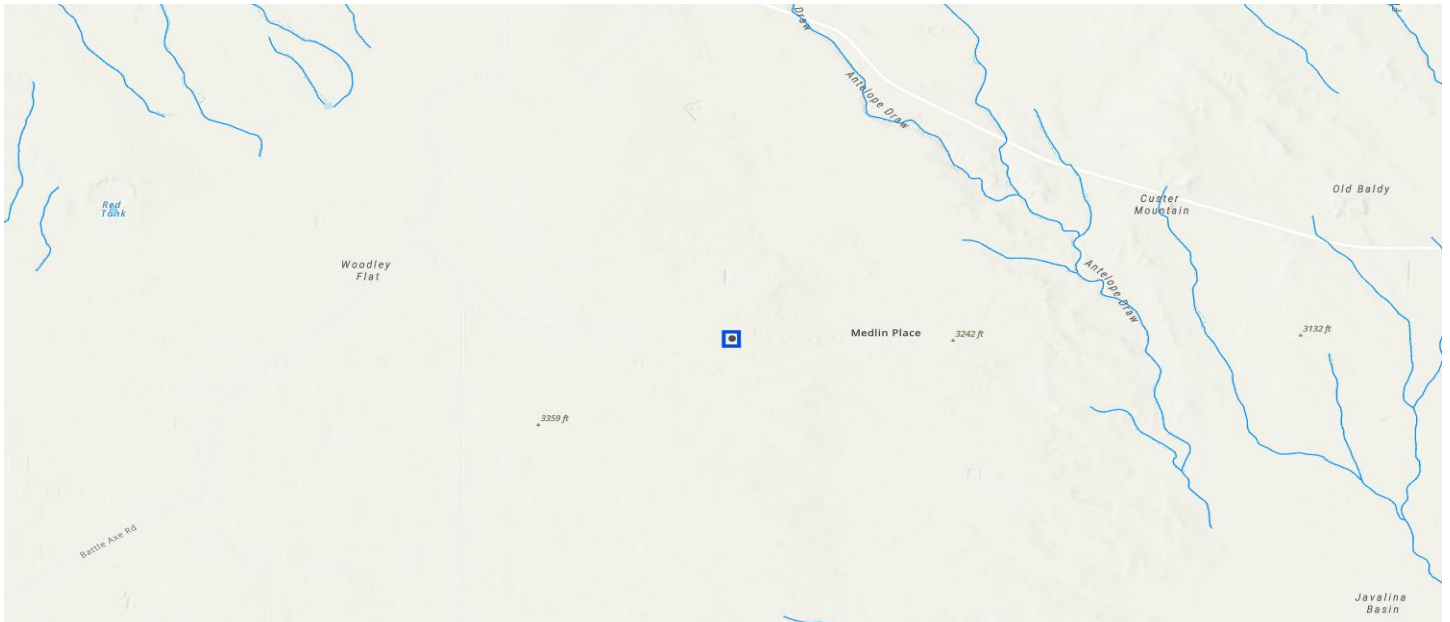 Draw
Antelope Draw
Old Baldy
Custer
Mountain
Red
Tank
Woodley
Flat
Antelope Draw
Medlin Place
3242 ft
3132 ft
3359 ft
Battle Axe Rd
Javalina
Basin